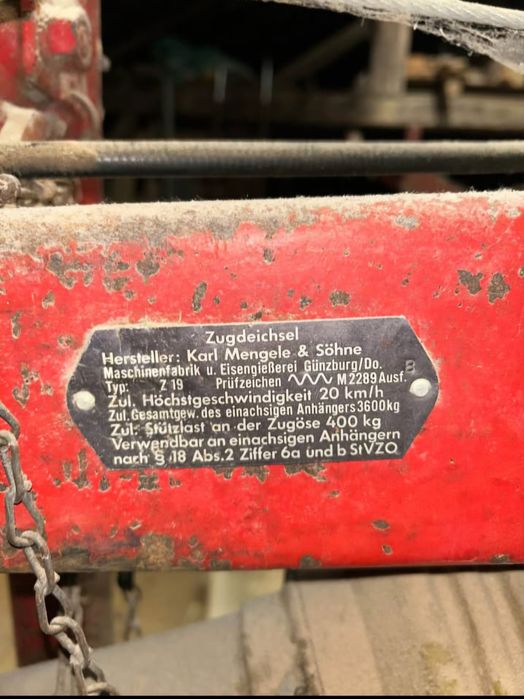 Zugdeichsel
Hersteller: Karl Mengele & Söhne
Maschinenfabrik u. Eisengießerei Günzburg/Do.
Typ: Z 19 Prüfzeichen M 2289 Ausf. B
Zul. Höchstgeschwindigkeit 20 km/h
Zul. Gesamtgew. des einachsigen Anhängers 3600 kg
Zul. Stützlast an der Zugöse 400 kg
Verwendbar an einachsigen Anhängern
nach § 18 Abs. 2 Ziffer 6a und b StVZO